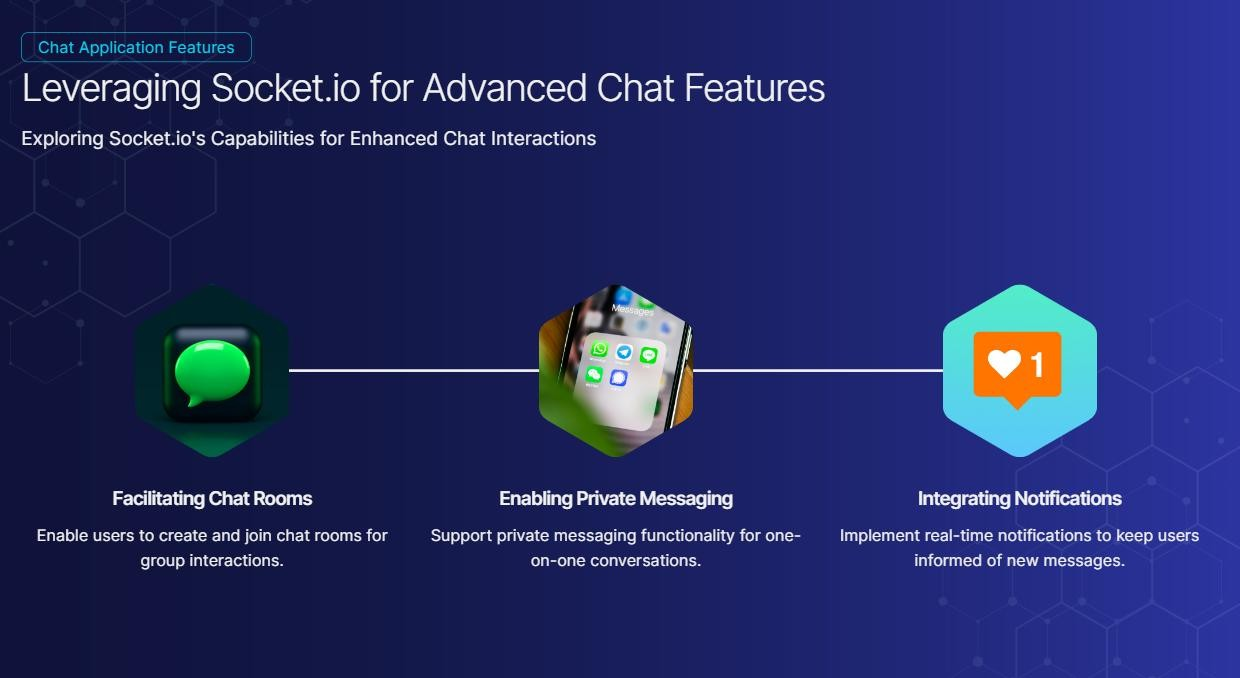 Chat Application Features
Leveraging Socket.io for Advanced Chat Features
Exploring Socket.io's Capabilities for Enhanced Chat Interactions
Messages
1
Facilitating Chat Rooms
Enable users to create and join chat rooms for
group interactions.
Enabling Private Messaging
Support private messaging functionality for one-
on-one conversations.
Integrating Notifications
Implement real-time notifications to keep users
informed of new messages.